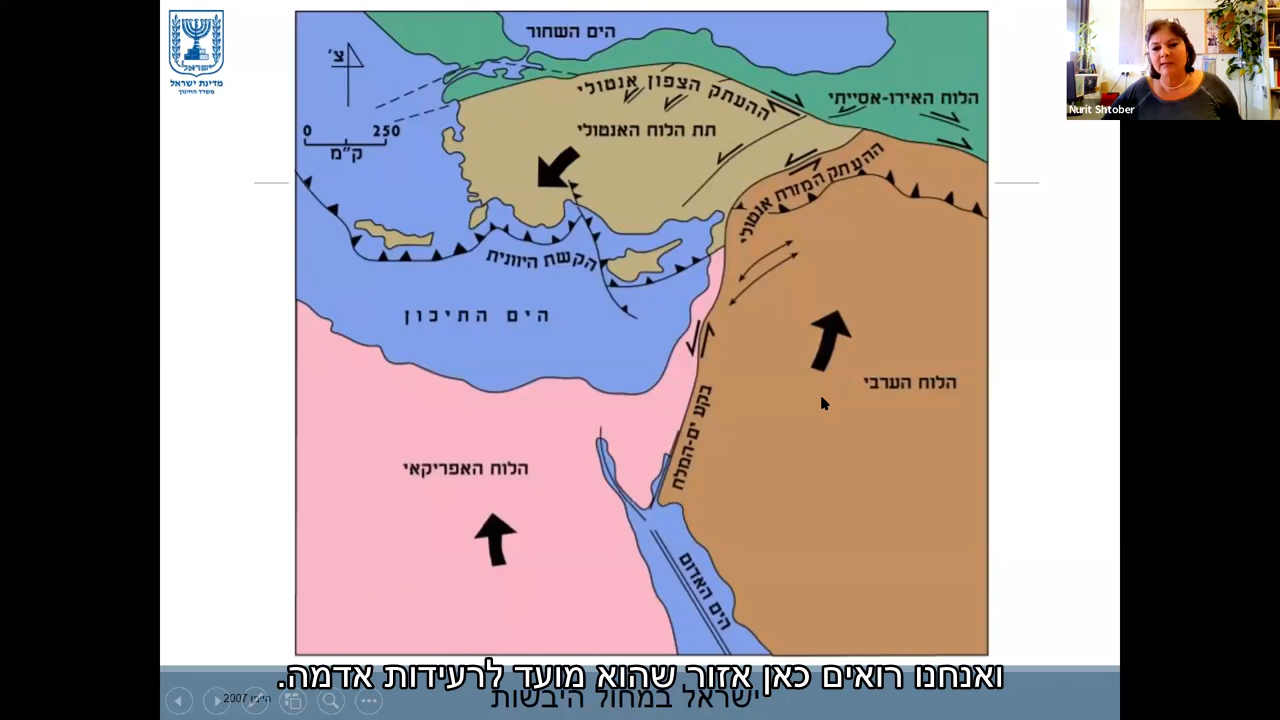 מדינת ישראל
משרד החינוך
הים השחור
צ'
ההעתק הצפון אנטולי
הלוח האירו-אסייתי
0 250
ק"מ
תת הלוח האנטולי
ההעתק המזרח אנטולי
הקשת היוונית
הים התיכון
הלוח הערבי
בקע ים-המלח
הלוח האפריקאי
הים האדום
Nurit Shtober
ואנחנו רואים כאן אזור שהוא מועד לרעידות אדמה.
ישראל במחול היבשות
2007